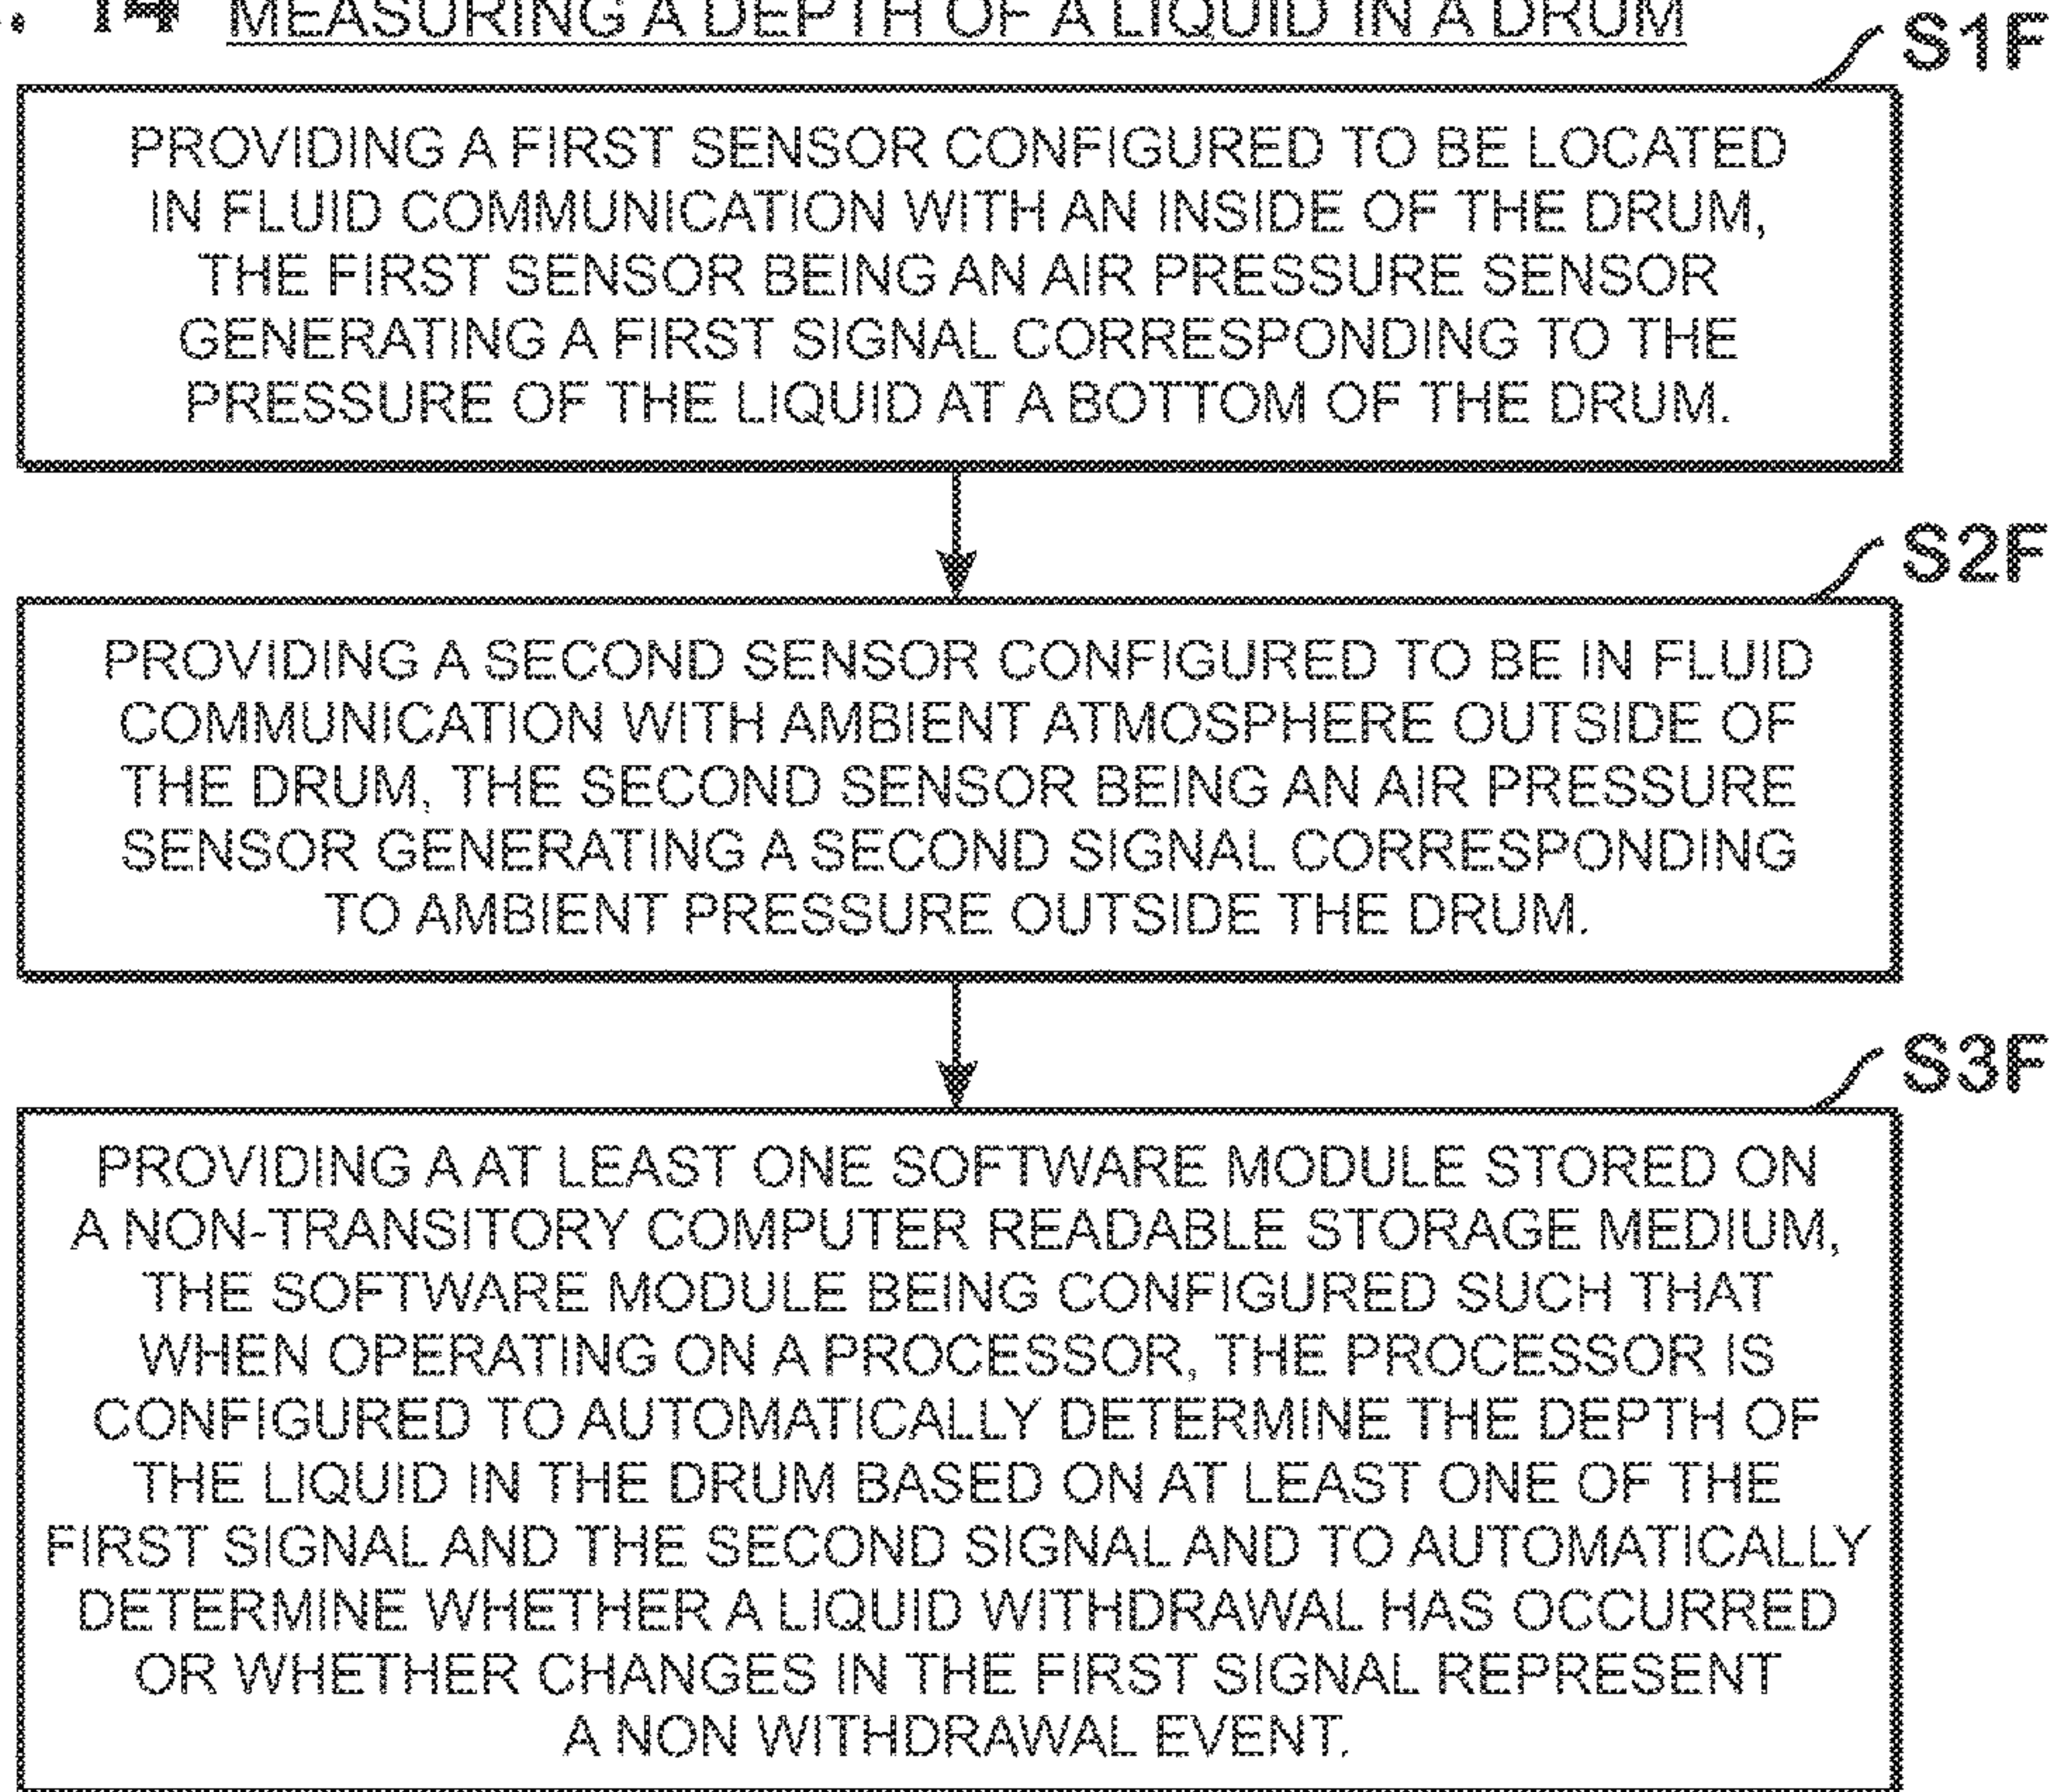 . 14 MEASURING A DEPTH OF A LIQUID IN A DRUM
S1F
PROVIDING A FIRST SENSOR CONFIGURED TO BE LOCATED
IN FLUID COMMUNICATION WITH AN INSIDE OF THE DRUM,
THE FIRST SENSOR BEING AN AIR PRESSURE SENSOR
GENERATING A FIRST SIGNAL CORRESPONDING TO THE
PRESSURE OF THE LIQUID AT A BOTTOM OF THE DRUM.
S2F
PROVIDING A SECOND SENSOR CONFIGURED TO BE IN FLUID
COMMUNICATION WITH AMBIENT ATMOSPHERE OUTSIDE OF
THE DRUM, THE SECOND SENSOR BEING AN AIR PRESSURE
SENSOR GENERATING A SECOND SIGNAL CORRESPONDING
TO AMBIENT PRESSURE OUTSIDE THE DRUM.
S3F
PROVIDING A AT LEAST ONE SOFTWARE MODULE STORED ON
A NON-TRANSITORY COMPUTER READABLE STORAGE MEDIUM,
THE SOFTWARE MODULE BEING CONFIGURED SUCH THAT
WHEN OPERATING ON A PROCESSOR, THE PROCESSOR IS
CONFIGURED TO AUTOMATICALLY DETERMINE THE DEPTH OF
THE LIQUID IN THE DRUM BASED ON AT LEAST ONE OF THE
FIRST SIGNAL AND THE SECOND SIGNAL AND TO AUTOMATICALLY
DETERMINE WHETHER A LIQUID WITHDRAWAL HAS OCCURRED
OR WHETHER CHANGES IN THE FIRST SIGNAL REPRESENT
A NON WITHDRAWAL EVENT.